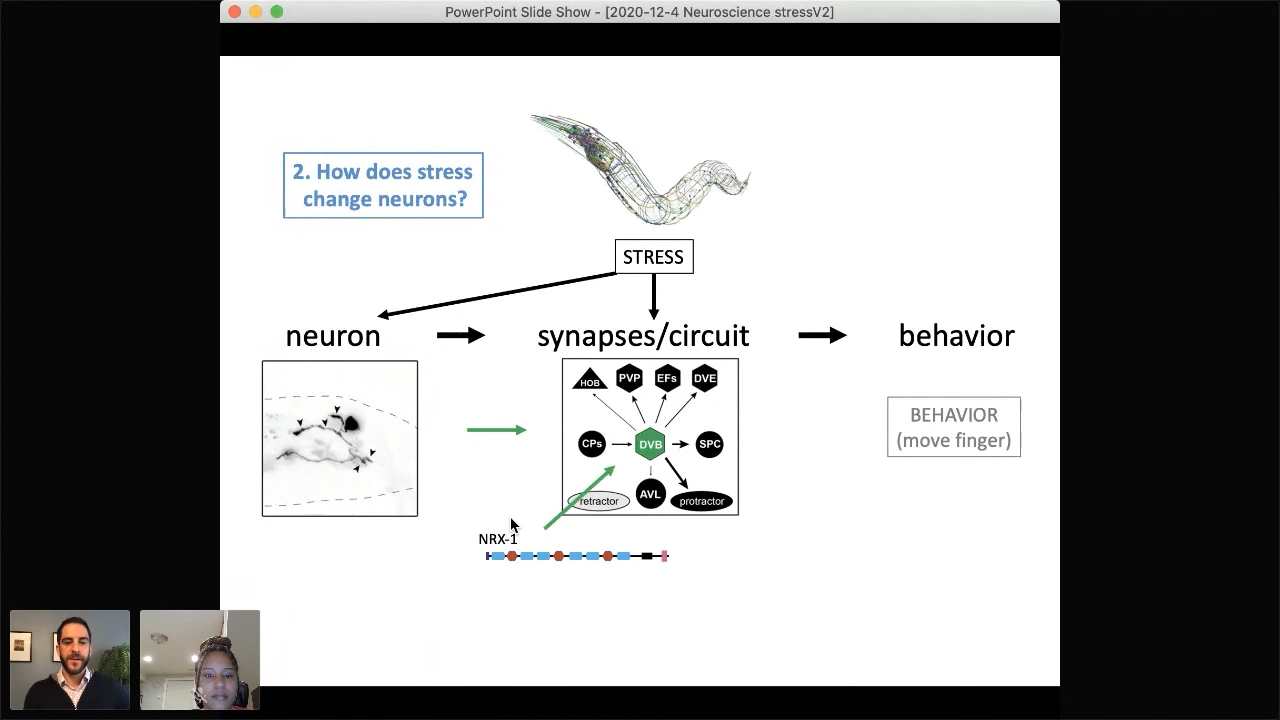 PowerPoint Slide Show - [2020-12-4 Neuroscience stressV2]
2. How does stress
change neurons?
STRESS
neuron
synapses/circuit
behavior
HOB
PVP
EFs
DVE
CPs
DVB
SPC
retractor
AVL
protractor
BEHAVIOR
(move finger)
NRX-1